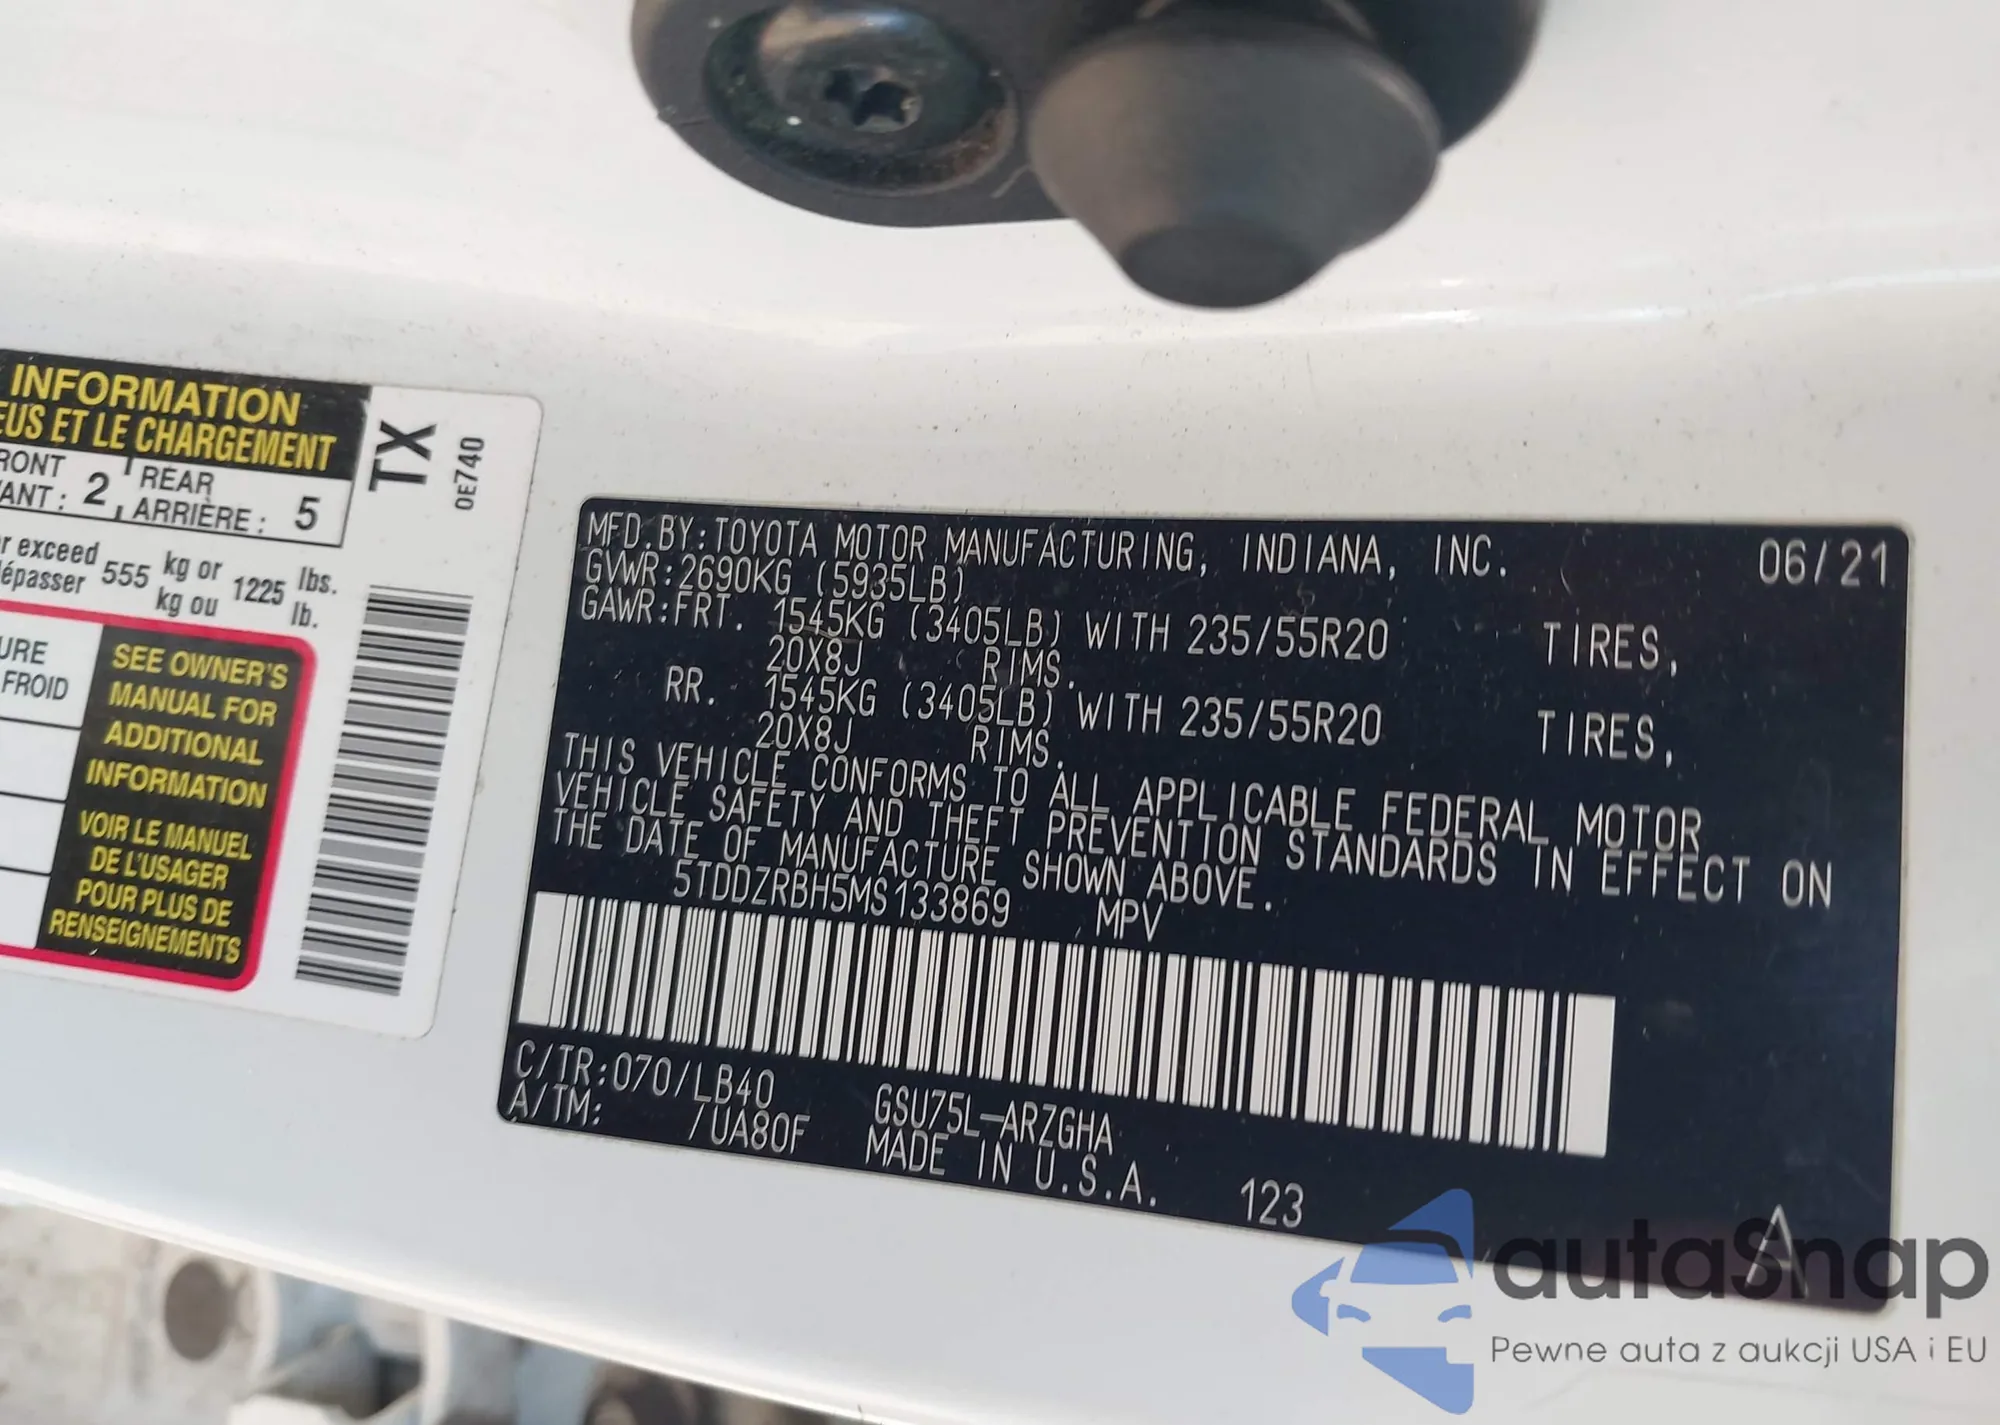 INFORMATION
EUS ET LE CHARGEMENT
RONT
ANT : 2
REAR
ARRIÈRE : 5
r exceed
dépasser 555 kg or
kg ou 1225 lbs.
lb.
URE
FROID
SEE OWNER'S
MANUAL FOR
ADDITIONAL
INFORMATION
VOIR LE MANUEL
DE L'USAGER
POUR PLUS DE
RENSEIGNEMENTS
TX
0E740
MFD.BY:TOYOTA MOTOR MANUFACTURING, INDIANA, INC. 06/21
GVWR:2690KG (5935LB)
GAWR:FRT. 1545KG (3405LB) WITH 235/55R20 TIRES,
20X8J RIMS.
RR. 1545KG (3405LB) WITH 235/55R20 TIRES,
20X8J RIMS.
THIS VEHICLE CONFORMS TO ALL APPLICABLE FEDERAL MOTOR
VEHICLE SAFETY AND THEFT PREVENTION STANDARDS IN EFFECT ON
THE DATE OF MANUFACTURE SHOWN ABOVE.
5TDDZRBH5MS133869 MPV
C/TR:070/LB40 GSU75L-ARZGHA
A/TM: /UA80F MADE IN U.S.A. 123
A
autaSnap
Pewne auta z aukcji USA i EU